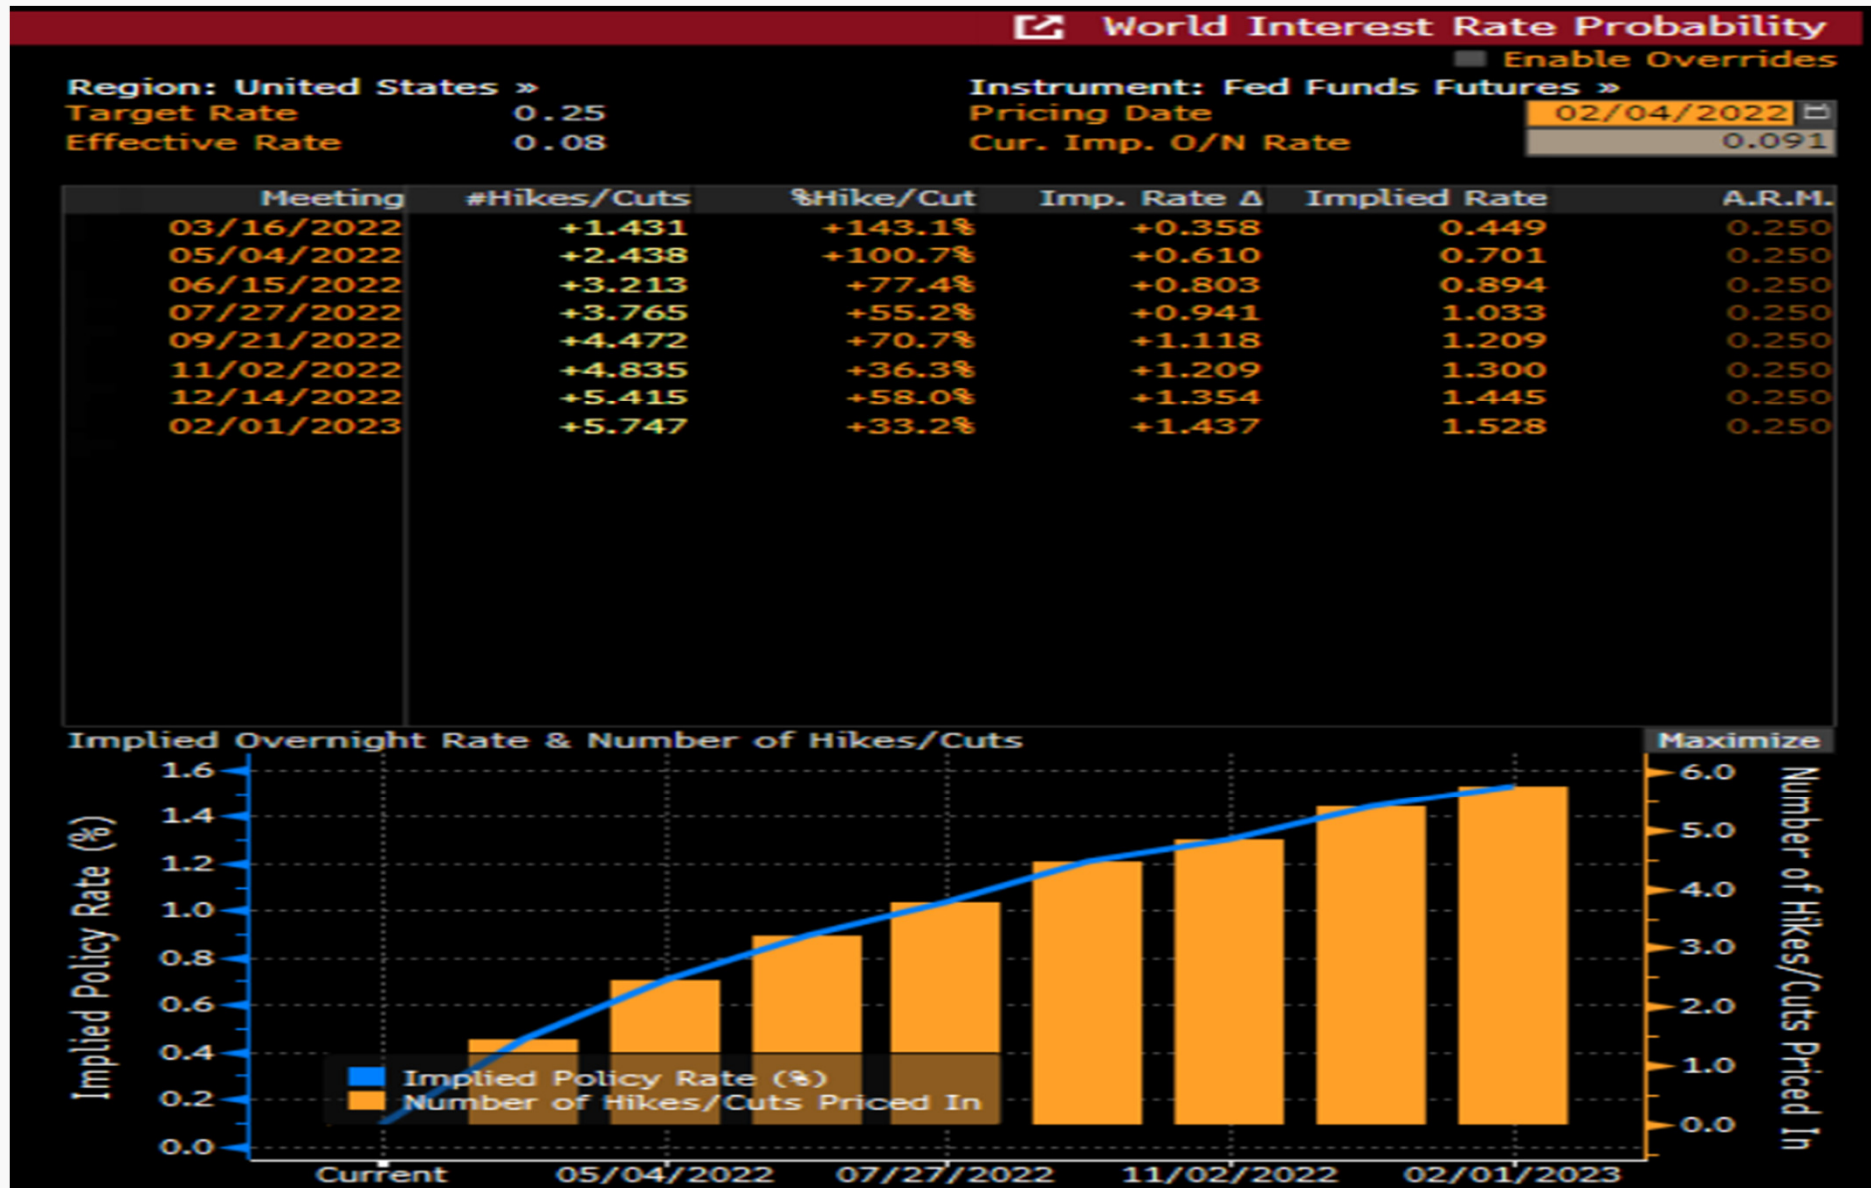 World Interest Rate Probability
Enable Overrides
Region: United States » Instrument: Fed Funds Futures »
Target Rate 0.25 Pricing Date 02/04/2022
Effective Rate 0.08 Cur. Imp. O/N Rate 0.091
Meeting #Hikes/Cuts %Hike/Cut Imp. Rate Δ Implied Rate A.R.M.
03/16/2022 +1.431 +143.1% +0.358 0.449 0.250
05/04/2022 +2.438 +100.7% +0.610 0.701 0.250
06/15/2022 +3.213 +77.4% +0.803 0.894 0.250
07/27/2022 +3.765 +55.2% +0.941 1.033 0.250
09/21/2022 +4.472 +70.7% +1.118 1.209 0.250
11/02/2022 +4.835 +36.3% +1.209 1.300 0.250
12/14/2022 +5.415 +58.0% +1.354 1.445 0.250
02/01/2023 +5.747 +33.2% +1.437 1.528 0.250
Implied Overnight Rate & Number of Hikes/Cuts Maximize
Implied Policy Rate (%)
1.6
1.4
1.2
1.0
0.8
0.6
0.4
0.2
0.0
Implied Policy Rate (%)
Number of Hikes/Cuts Priced In
6.0
5.0
4.0
3.0
2.0
1.0
0.0
Number of Hikes/Cuts Priced In
Current 05/04/2022 07/27/2022 11/02/2022 02/01/2023